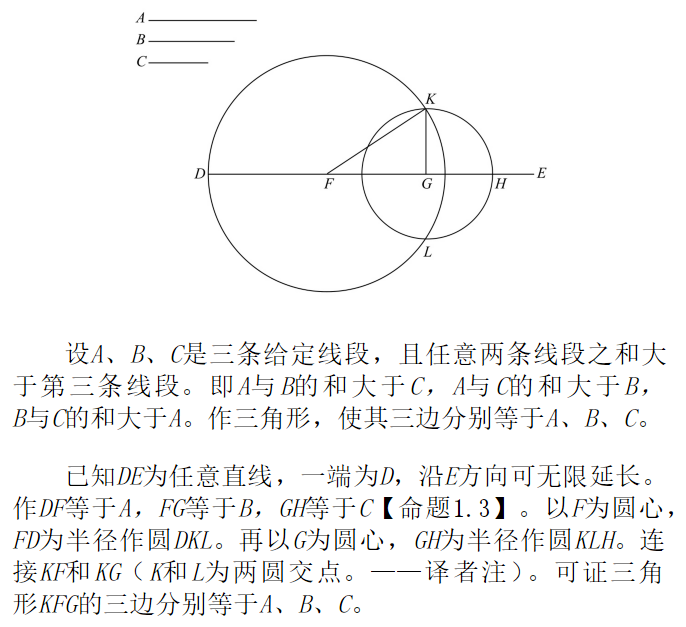 A
B
C
K
D
F
G
H
E
L
设A、B、C是三条给定线段，且任意两条线段之和大
于第三条线段。即A与B的和大于C，A与C的和大于B，
B与C的和大于A。作三角形，使其三边分别等于A、B、C。
已知DE为任意直线，一端为D，沿E方向可无限延长。
作DF等于A，FG等于B，GH等于C【命题1.3】。以F为圆心，
FD为半径作圆DKL。再以G为圆心，GH为半径作圆KLH。连
接KF和KG（K和L为两圆交点。——译者注）。可证三角
形KFG的三边分别等于A、B、C。